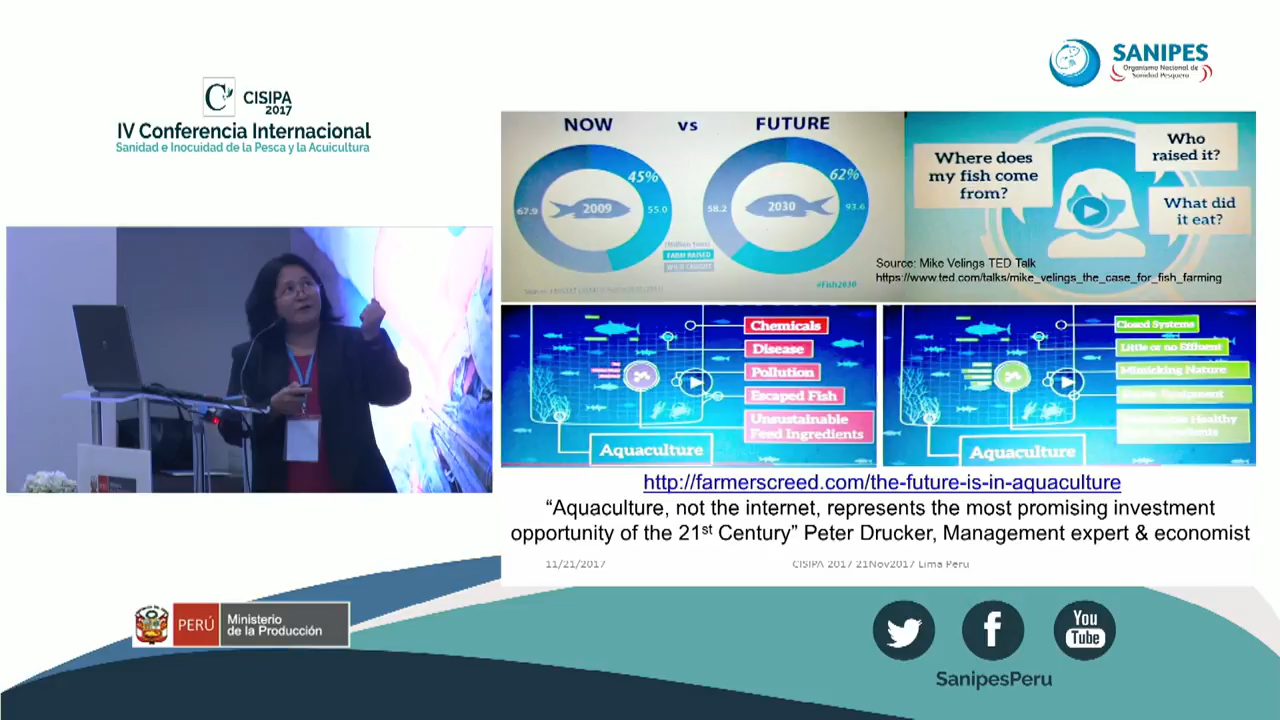 SANIPES
Organismo Nacional de
Sanidad Pesquera
CISIPA
2017
IV Conferencia Internacional
Sanidad e Inocuidad de la Pesca y la Acuicultura
NOW vs FUTURE
45%
67.9
2009
55.0
62%
58.2
2030
93.6
(Million tons)
FARM RAISED
WILD CAUGHT
#Fish2030
Where does
my fish come
from?
Who
raised it?
What did
it eat?
Source: Mike Velings TED Talk
https://www.ted.com/talks/mike_velings_the_case_for_fish_farming
Chemicals
Disease
Pollution
Escaped Fish
Unsustainable
Feed Ingredients
Aquaculture
Closed Systems
Little or no Effluent
Mimicking Nature
Equipment
Healthy
Aquaculture
http://farmerscreed.com/the-future-is-in-aquaculture
“Aquaculture, not the internet, represents the most promising investment
opportunity of the 21st Century” Peter Drucker, Management expert & economist
11/21/2017
CISIPA 2017 21Nov2017 Lima Peru
PERÚ
Ministerio
de la Producción
You
Tube
SanipesPeru